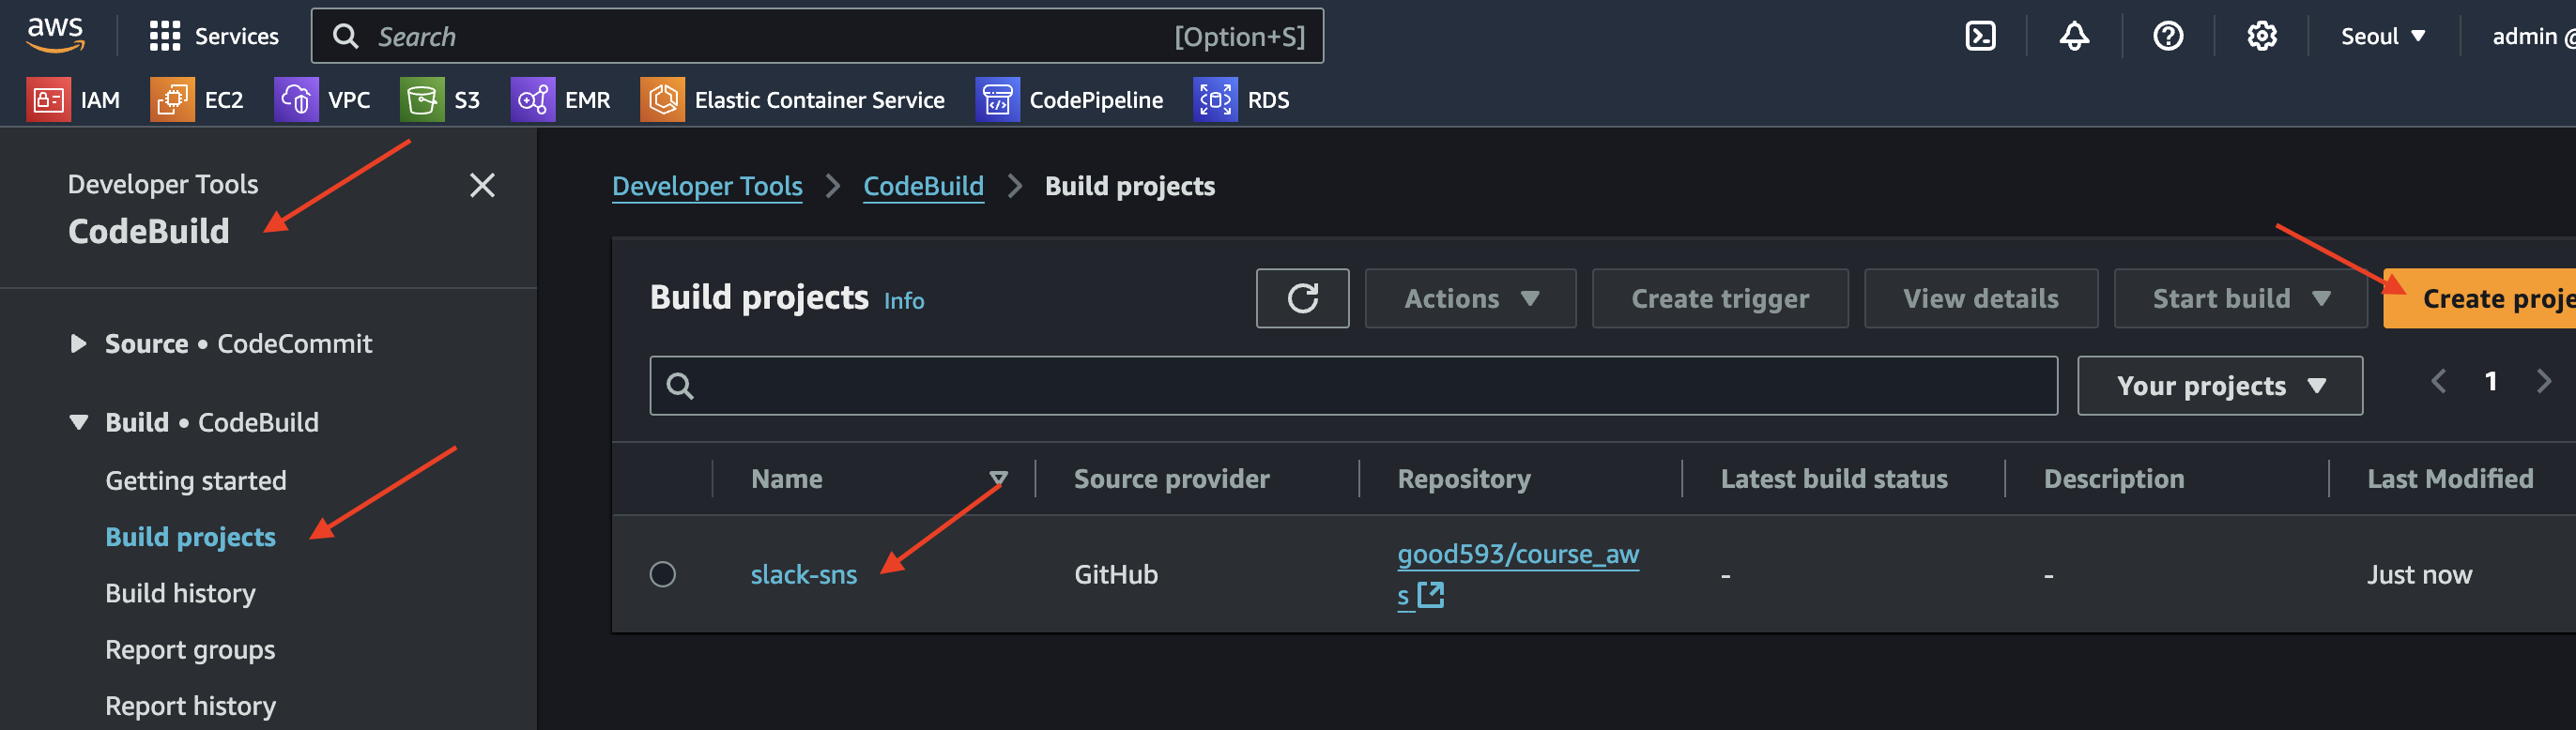 aws
Services
Search
[Option+S]
Seoul
admin @
IAM
EC2
VPC
S3
EMR
Elastic Container Service
CodePipeline
RDS
Developer Tools
CodeBuild
Source • CodeCommit
Build • CodeBuild
Getting started
Build projects
Build history
Report groups
Report history
Developer Tools
CodeBuild
Build projects
Build projects Info
Actions
Create trigger
View details
Start build
Create proje
Your projects
1
Name
Source provider
Repository
Latest build status
Description
Last Modified
slack-sns
GitHub
good593/course_aw
s
-
-
Just now